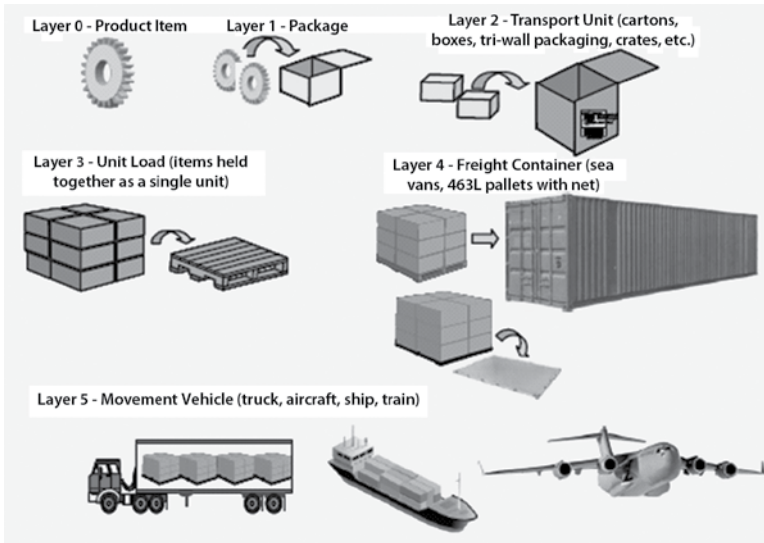 Layer 0 - Product Item
Layer 1 - Package
Layer 2 - Transport Unit (cartons,
boxes, tri-wall packaging, crates, etc.)
Layer 3 - Unit Load (items held
together as a single unit)
Layer 4 - Freight Container (sea
vans, 463L pallets with net)
Layer 5 - Movement Vehicle (truck, aircraft, ship, train)